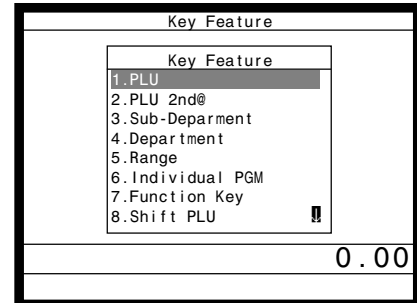 Key Feature
Key Feature
1.PLU
2.PLU 2nd@
3.Sub-Deparment
4.Department
5.Range
6.Individual PGM
7.Function Key
8.Shift PLU
0.00